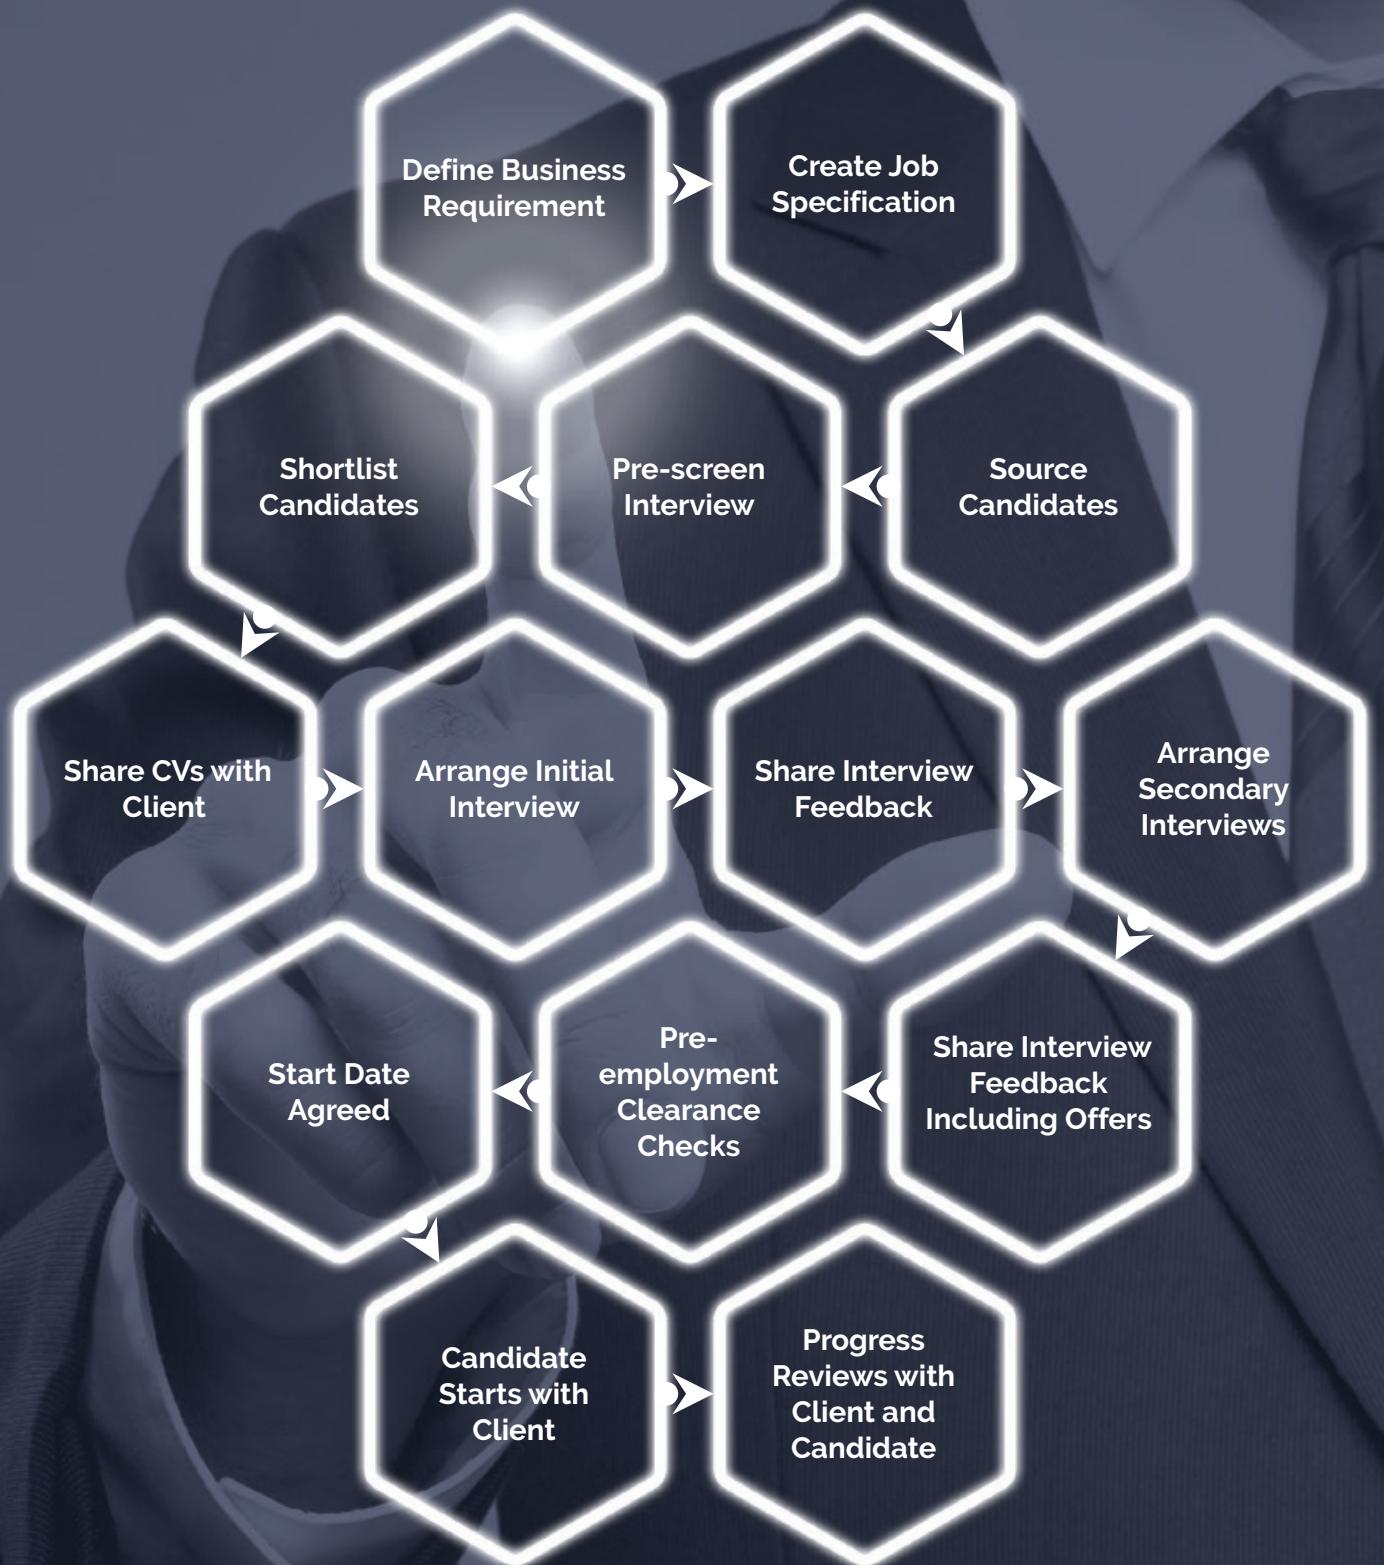 Define Business
Requirement
Create Job
Specification
Shortlist
Candidates
Pre-screen
Interview
Source
Candidates
Share CVs with
Client
Arrange Initial
Interview
Share Interview
Feedback
Arrange
Secondary
Interviews
Start Date
Agreed
Pre-
employment
Clearance
Checks
Share Interview
Feedback
Including Offers
Candidate
Starts with
Client
Progress
Reviews with
Client and
Candidate